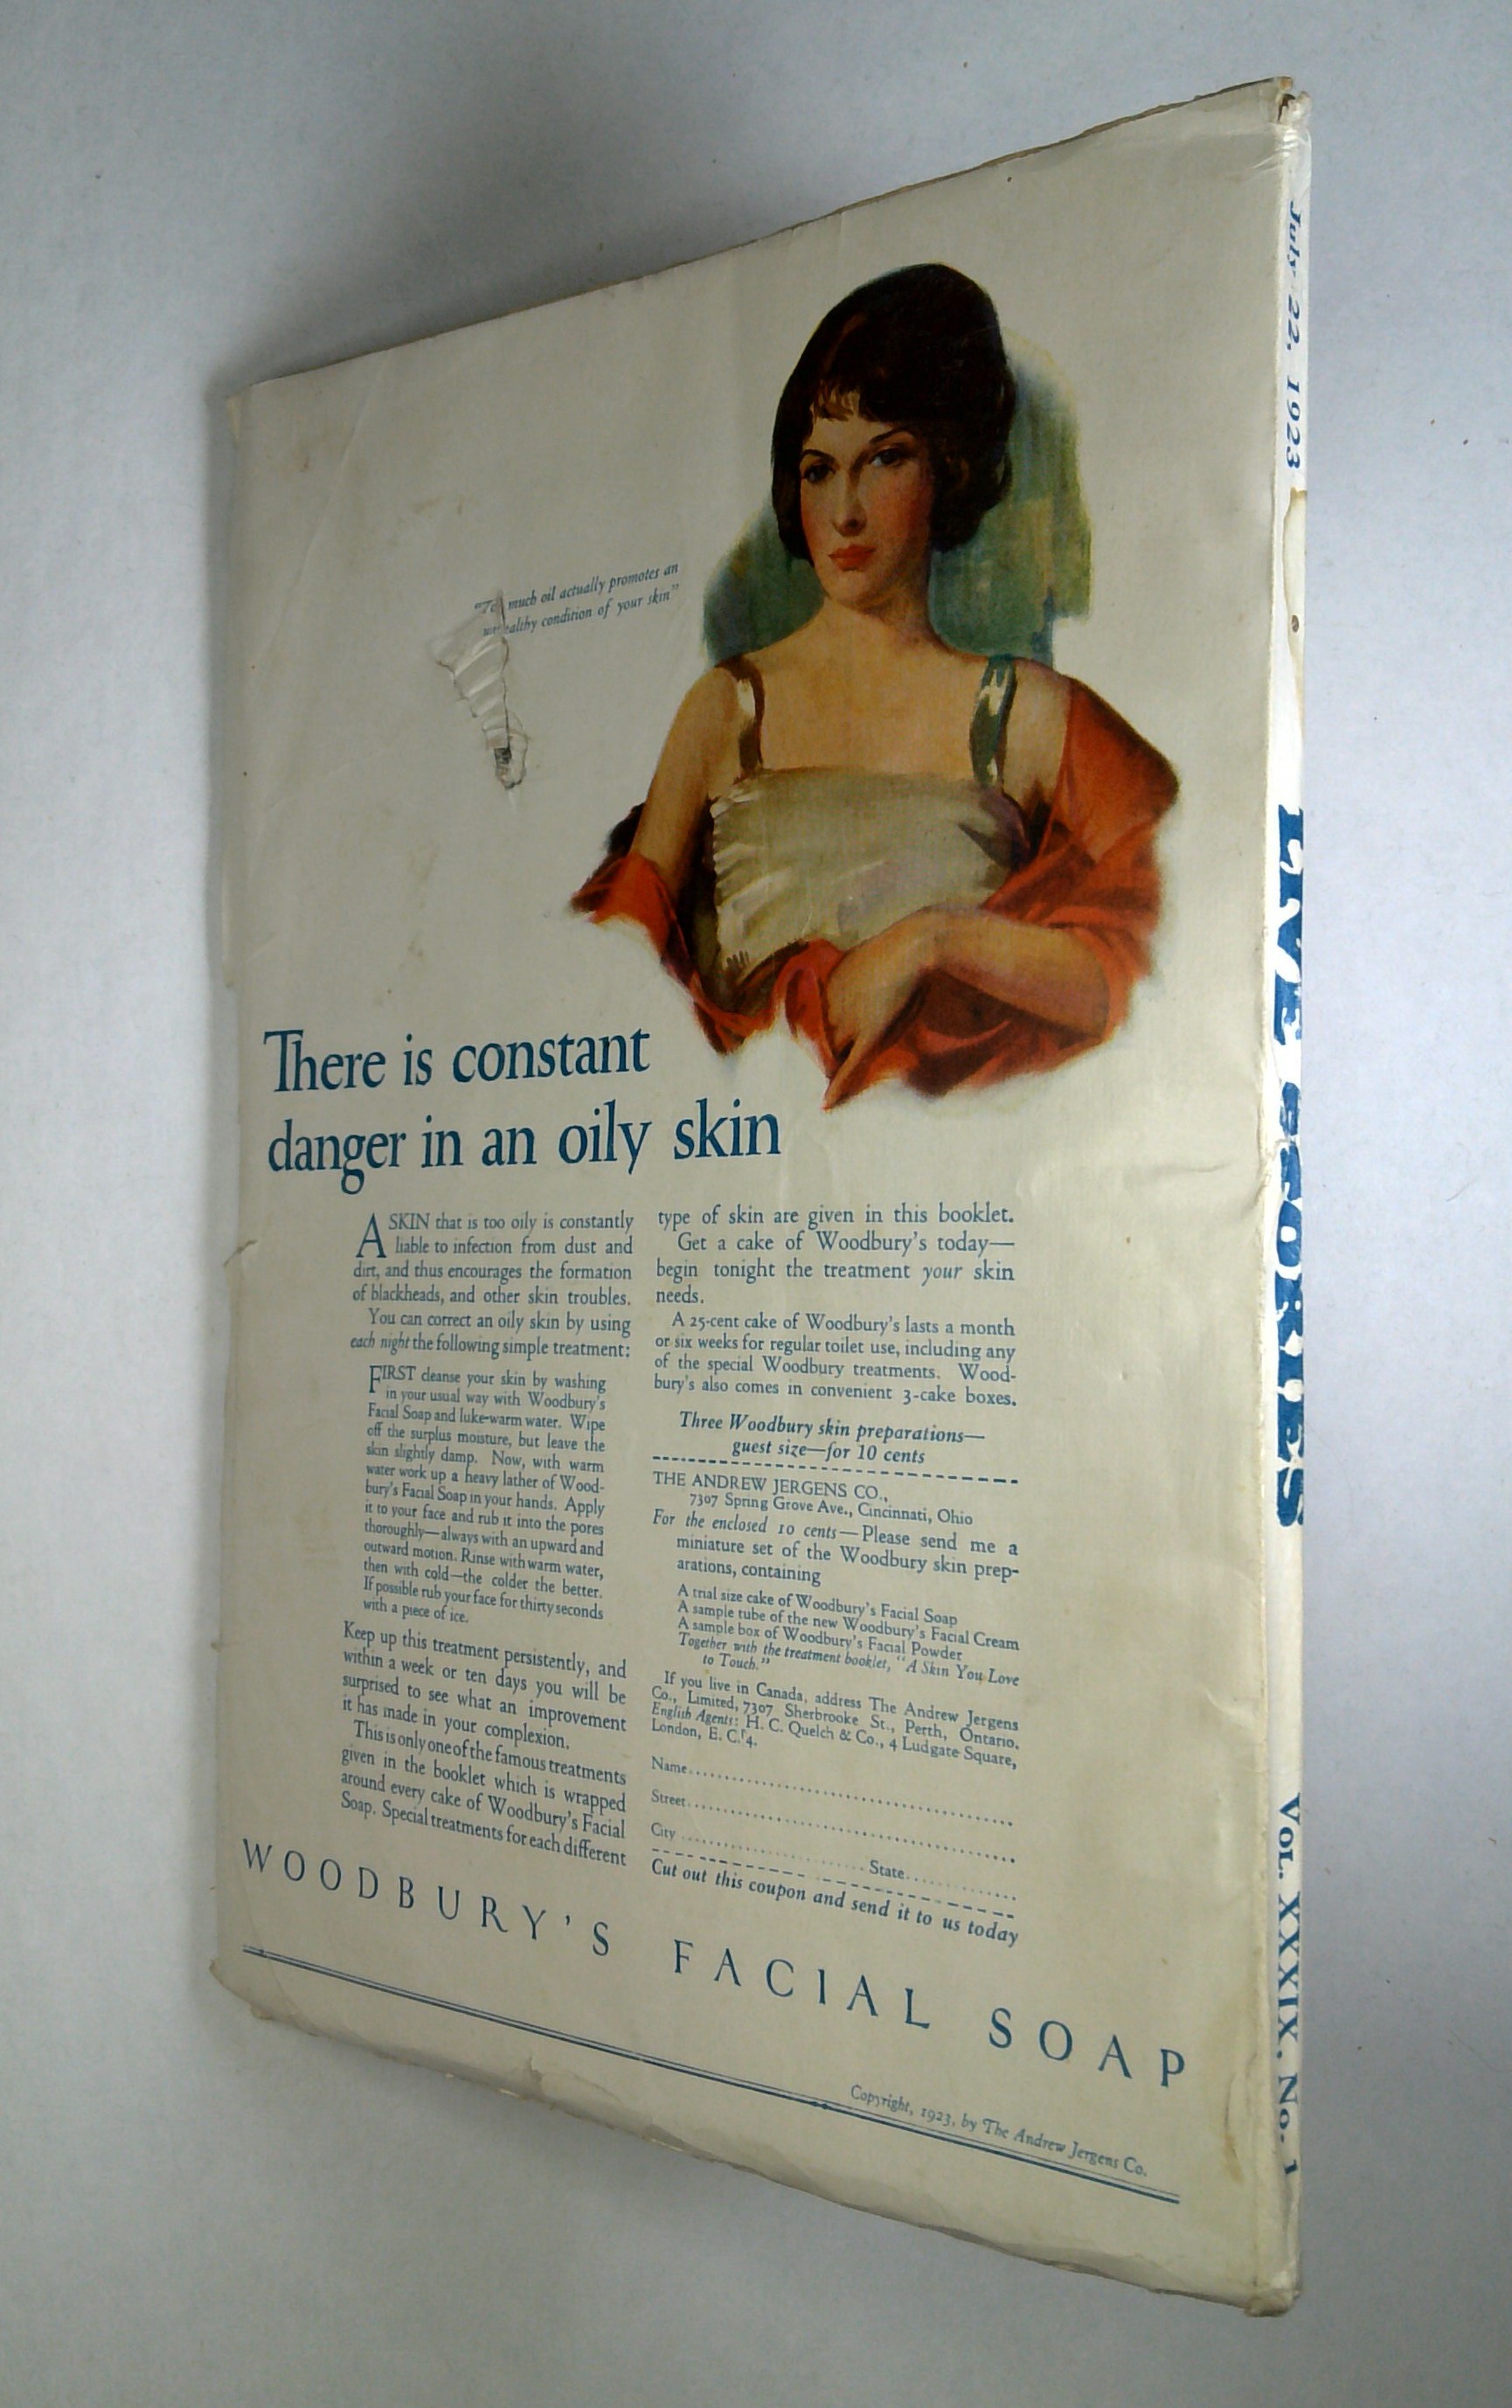 "Too much oil actually promotes an
unhealthy condition of your skin"
There is constant
danger in an oily skin
A SKIN that is too oily is constantly
liable to infection from dust and
dirt, and thus encourages the formation
of blackheads, and other skin troubles.
You can correct an oily skin by using
each night the following simple treatment:
FIRST cleanse your skin by washing
in your usual way with Woodbury's
Facial Soap and luke-warm water. Wipe
off the surplus moisture, but leave the
skin slightly damp. Now, with warm
water work up a heavy lather of Wood-
bury's Facial Soap in your hands. Apply
it to your face and rub it into the pores
thoroughly—always with an upward and
outward motion. Rinse with warm water,
then with cold—the colder the better.
If possible rub your face for thirty seconds
with a piece of ice.
Keep up this treatment persistently, and
within a week or ten days you will be
surprised to see what an improvement
it has made in your complexion.
This is only one of the famous treatments
given in the booklet which is wrapped
around every cake of Woodbury's Facial
Soap. Special treatments for each different
type of skin are given in this booklet.
Get a cake of Woodbury's today—
begin tonight the treatment your skin
needs.
A 25-cent cake of Woodbury's lasts a month
or six weeks for regular toilet use, including any
of the special Woodbury treatments. Wood-
bury's also comes in convenient 3-cake boxes.
Three Woodbury skin preparations—
guest size—for 10 cents
THE ANDREW JERGENS CO.,
7307 Spring Grove Ave., Cincinnati, Ohio
For the enclosed 10 cents—Please send me a
miniature set of the Woodbury skin prep-
arations, containing
A trial size cake of Woodbury's Facial Soap
A sample tube of the new Woodbury's Facial Cream
A sample box of Woodbury's Facial Powder
Together with the treatment booklet, "A Skin You Love
to Touch."
If you live in Canada, address The Andrew Jergens
Co., Limited, 7307 Sherbrooke St., Perth, Ontario.
English Agents: H. C. Quelch & Co., 4 Ludgate Square,
London, E. C. 4.
Name
Street
City State
Cut out this coupon and send it to us today
WOODBURY'S FACIAL SOAP
Copyright, 1923, by The Andrew Jergens Co.
July 22, 1923
LIVE STORIES
VOL. XXXIX. No. 1